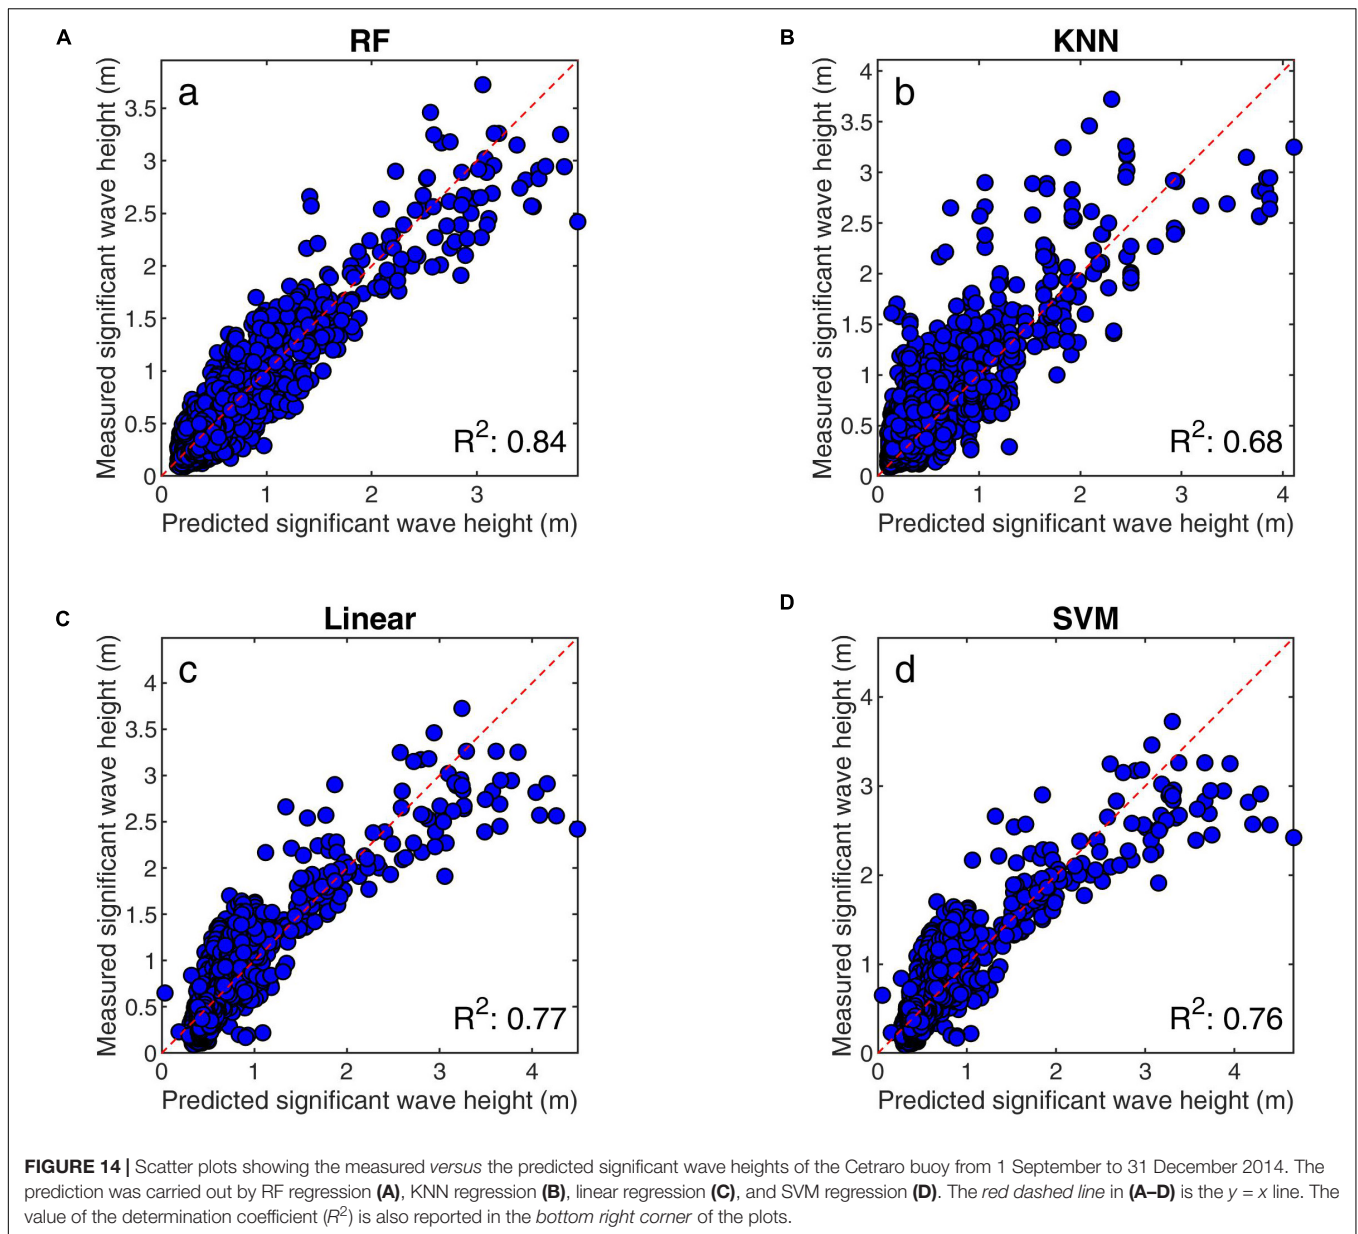 A
RF
a
Measured significant wave height (m)
3.5
3
2.5
2
1.5
1
0.5
0
R²: 0.84
0 1 2 3
Predicted significant wave height (m)
B
KNN
b
Measured significant wave height (m)
4
3.5
3
2.5
2
1.5
1
0.5
0
R²: 0.68
0 1 2 3 4
Predicted significant wave height (m)
C
Linear
c
Measured significant wave height (m)
4
3.5
3
2.5
2
1.5
1
0.5
0
R²: 0.77
0 1 2 3 4
Predicted significant wave height (m)
D
SVM
d
Measured significant wave height (m)
4
3
2
1
0
R²: 0.76
0 1 2 3 4
Predicted significant wave height (m)
FIGURE 14 | Scatter plots showing the measured versus the predicted significant wave heights of the Cetraro buoy from 1 September to 31 December 2014. The
prediction was carried out by RF regression (A), KNN regression (B), linear regression (C), and SVM regression (D). The red dashed line in (A–D) is the y = x line. The
value of the determination coefficient (R²) is also reported in the bottom right corner of the plots.